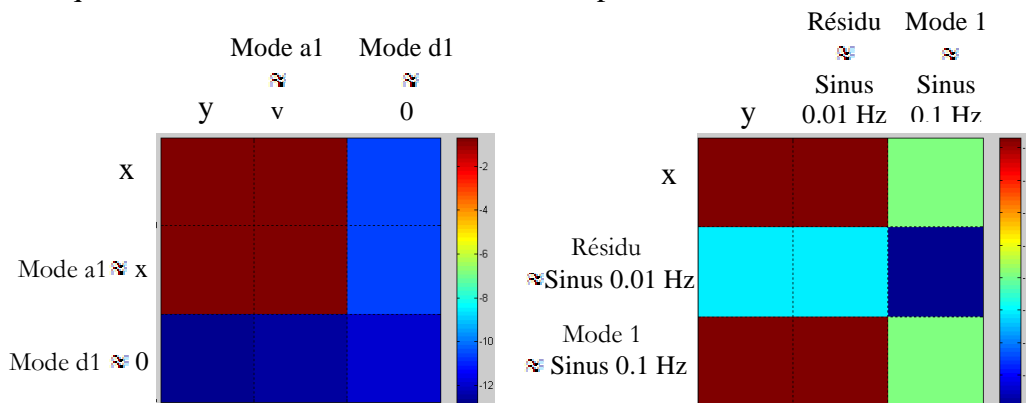 Mode a1 Mode d1
≈ ≈
y v 0
x
Mode a1 ≈ x
Mode d1 ≈ 0
-2
-4
-6
-8
-10
-12
Résidu Mode 1
≈ ≈
Sinus Sinus
y 0.01 Hz 0.1 Hz
x
Résidu
≈Sinus 0.01 Hz
Mode 1
≈ Sinus 0.1 Hz